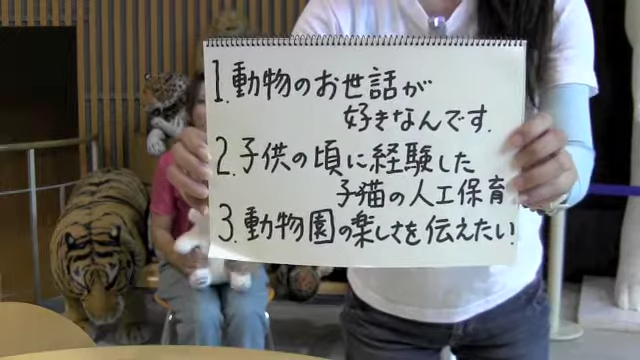 1.動物のお世話が
好きなんです.
2.子供の頃に経験した
子猫の人工保育
3.動物園の楽しさを伝えたい!